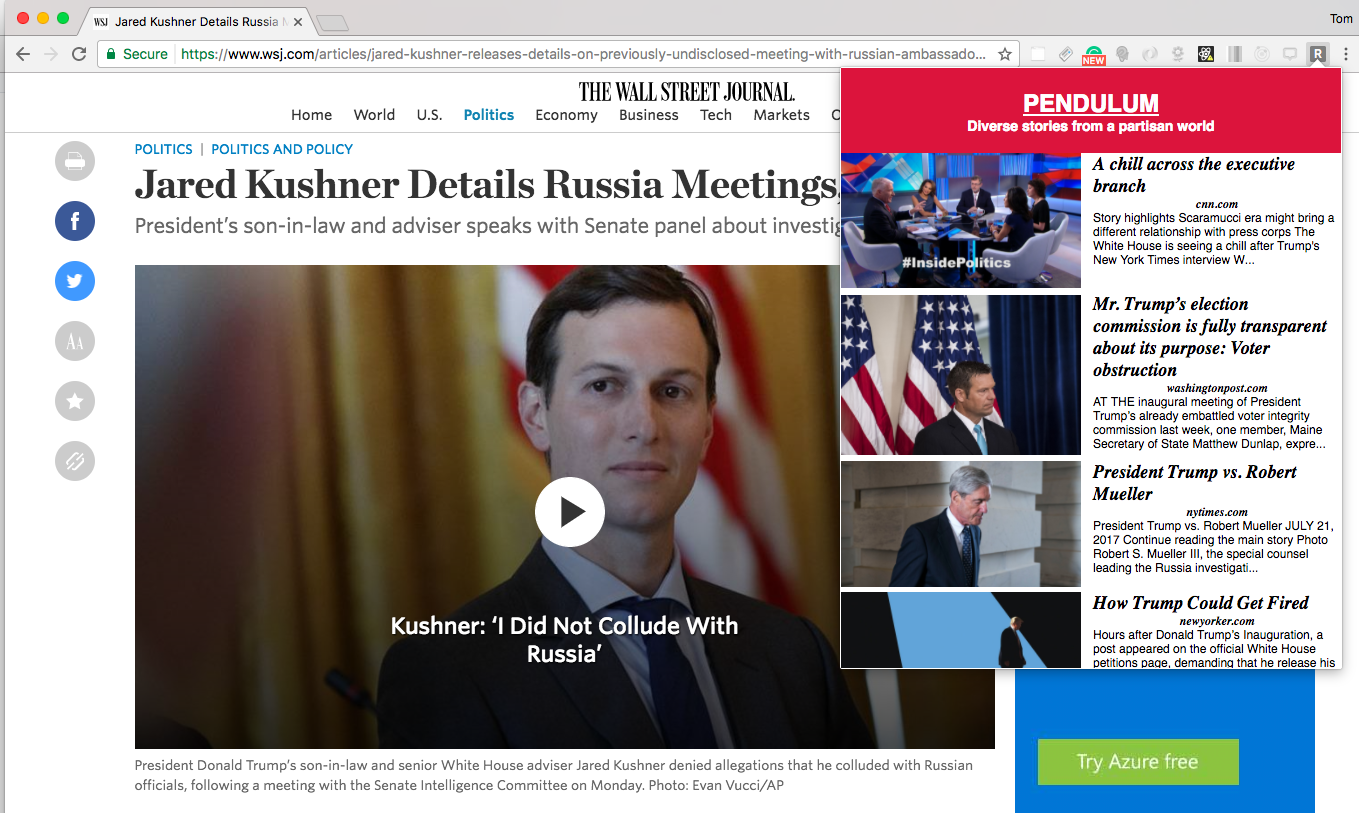 WSJ Jared Kushner Details Russia M
Tom
Secure https://www.wsj.com/articles/jared-kushner-releases-details-on-previously-undisclosed-meeting-with-russian-ambassado...
NEW
R
THE WALL STREET JOURNAL.
Home World U.S. Politics Economy Business Tech Markets O
POLITICS | POLITICS AND POLICY
Jared Kushner Details Russia Meetings,
President’s son-in-law and adviser speaks with Senate panel about investig
f
AA
Kushner: ‘I Did Not Collude With
Russia’
President Donald Trump’s son-in-law and senior White House adviser Jared Kushner denied allegations that he colluded with Russian
officials, following a meeting with the Senate Intelligence Committee on Monday. Photo: Evan Vucci/AP
PENDULUM
Diverse stories from a partisan world
#InsidePolitics
A chill across the executive
branch
cnn.com
Story highlights Scaramucci era might bring a
different relationship with press corps The
White House is seeing a chill after Trump's
New York Times interview W...
Mr. Trump’s election
commission is fully transparent
about its purpose: Voter
obstruction
washingtonpost.com
AT THE inaugural meeting of President
Trump’s already embattled voter integrity
commission last week, one member, Maine
Secretary of State Matthew Dunlap, expre...
President Trump vs. Robert
Mueller
nytimes.com
President Trump vs. Robert Mueller JULY 21,
2017 Continue reading the main story Photo
Robert S. Mueller III, the special counsel
leading the Russia investigati...
How Trump Could Get Fired
newyorker.com
Hours after Donald Trump’s Inauguration, a
post appeared on the official White House
petitions page, demanding that he release his
Try Azure free